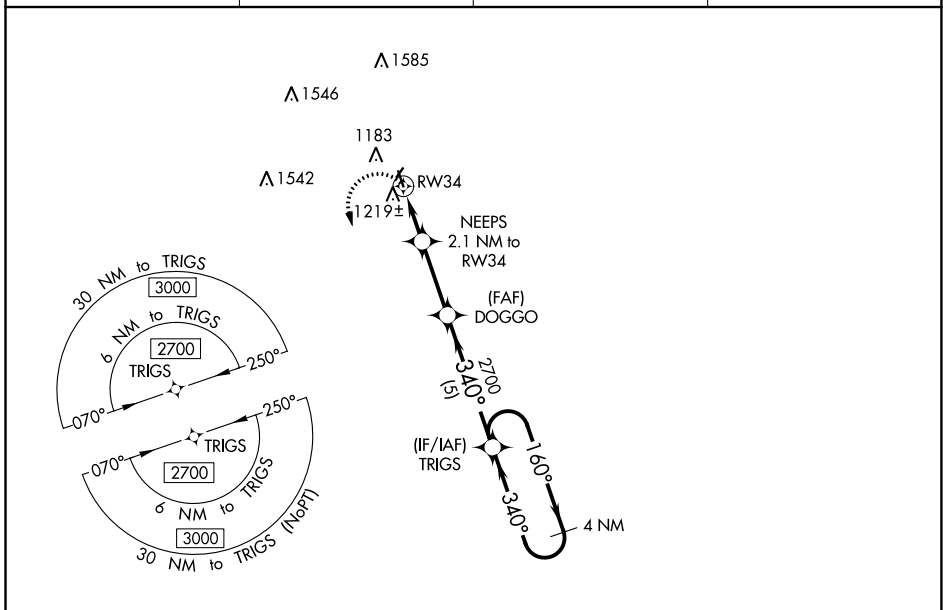 1585
1546
1183
1542
RW34
1219±
NEEPS
2.1 NM to
RW34
(FAF)
DOGGO
30 NM to TRIGS
3000
6 NM to TRIGS
2700
TRIGS
250°
070°
2700
340°
(5)
250°
TRIGS
070°
2700
6 NM to TRIGS
3000
30 NM to TRIGS (NoPT)
(IF/IAF)
TRIGS
160°
340°
4 NM